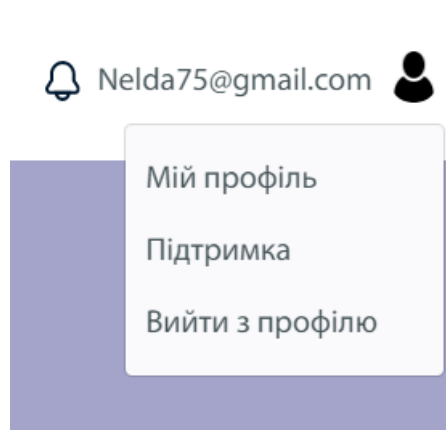 Nelda75@gmail.com
Мій профіль
Підтримка
Вийти з профілю